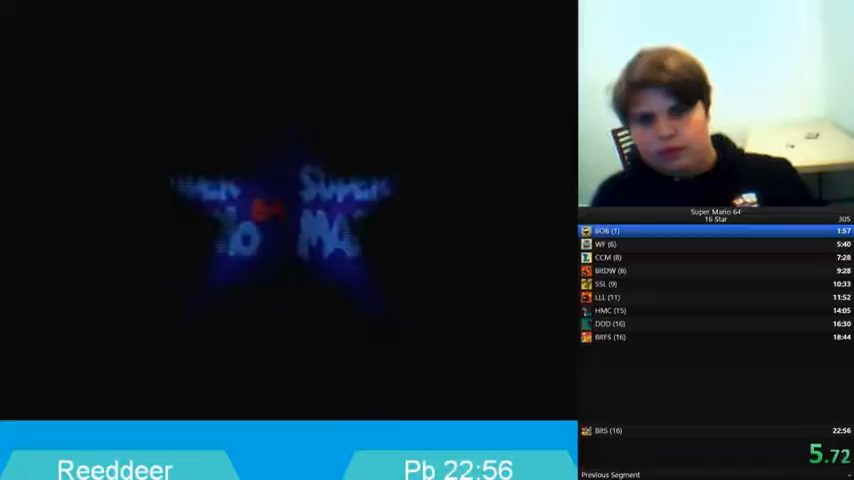 SUPER
MA
Super Mario 64
16 Star
305
BOB (1) 1:57
WF (6) 5:40
CCM (8) 7:28
BitDW (8) 9:28
SSL (9) 10:33
LLL (11) 11:52
HMC (15) 14:05
DDD (16) 16:30
BitFS (16) 18:44
BitS (16) 22:56
5.72
Previous Segment -
Reeddeer
Pb 22:56